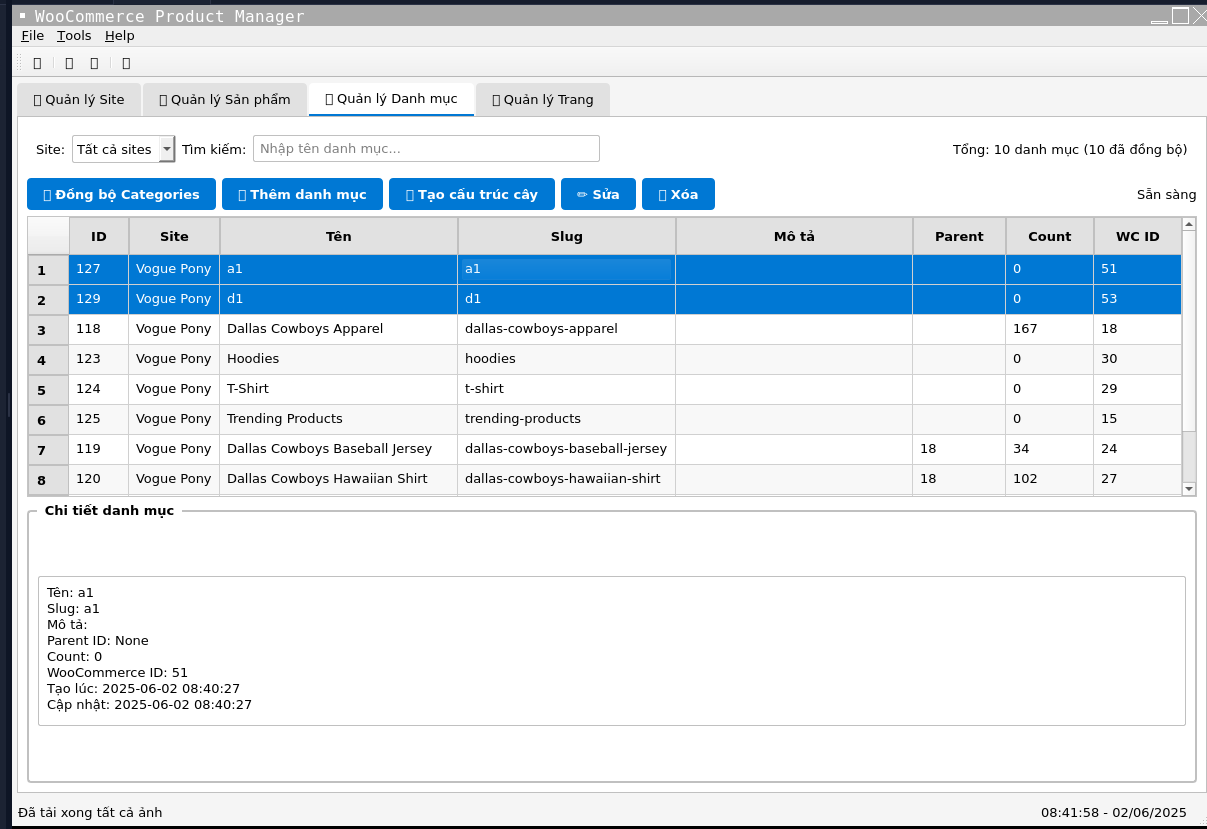 WooCommerce Product Manager
File Tools Help
Quản lý Site Quản lý Sản phẩm Quản lý Danh mục Quản lý Trang
Site: Tất cả sites Tìm kiếm: Nhập tên danh mục... Tổng: 10 danh mục (10 đã đồng bộ)
Đồng bộ Categories Thêm danh mục Tạo cấu trúc cây ✏ Sửa Xóa Sẵn sàng
ID Site Tên Slug Mô tả Parent Count WC ID
1 127 Vogue Pony a1 a1 0 51
2 129 Vogue Pony d1 d1 0 53
3 118 Vogue Pony Dallas Cowboys Apparel dallas-cowboys-apparel 167 18
4 123 Vogue Pony Hoodies hoodies 0 30
5 124 Vogue Pony T-Shirt t-shirt 0 29
6 125 Vogue Pony Trending Products trending-products 0 15
7 119 Vogue Pony Dallas Cowboys Baseball Jersey dallas-cowboys-baseball-jersey 18 34 24
8 120 Vogue Pony Dallas Cowboys Hawaiian Shirt dallas-cowboys-hawaiian-shirt 18 102 27
Chi tiết danh mục
Tên: a1
Slug: a1
Mô tả:
Parent ID: None
Count: 0
WooCommerce ID: 51
Tạo lúc: 2025-06-02 08:40:27
Cập nhật: 2025-06-02 08:40:27
Đã tải xong tất cả ảnh 08:41:58 - 02/06/2025